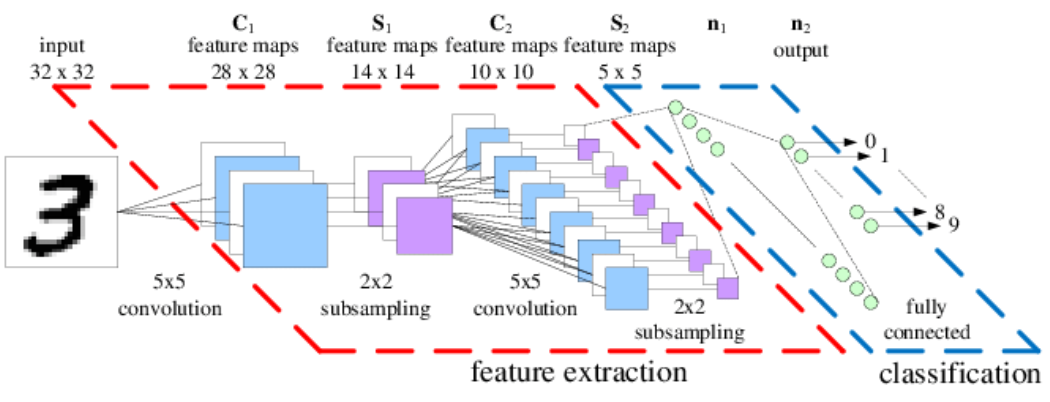 input
32 x 32
C1
feature maps
28 x 28
S1
feature maps
14 x 14
C2
feature maps
10 x 10
S2
feature maps
5 x 5
n1
n2
output
3
0
1
8
9
5x5
convolution
2x2
subsampling
5x5
convolution
2x2
subsampling
fully
connected
feature extraction
classification